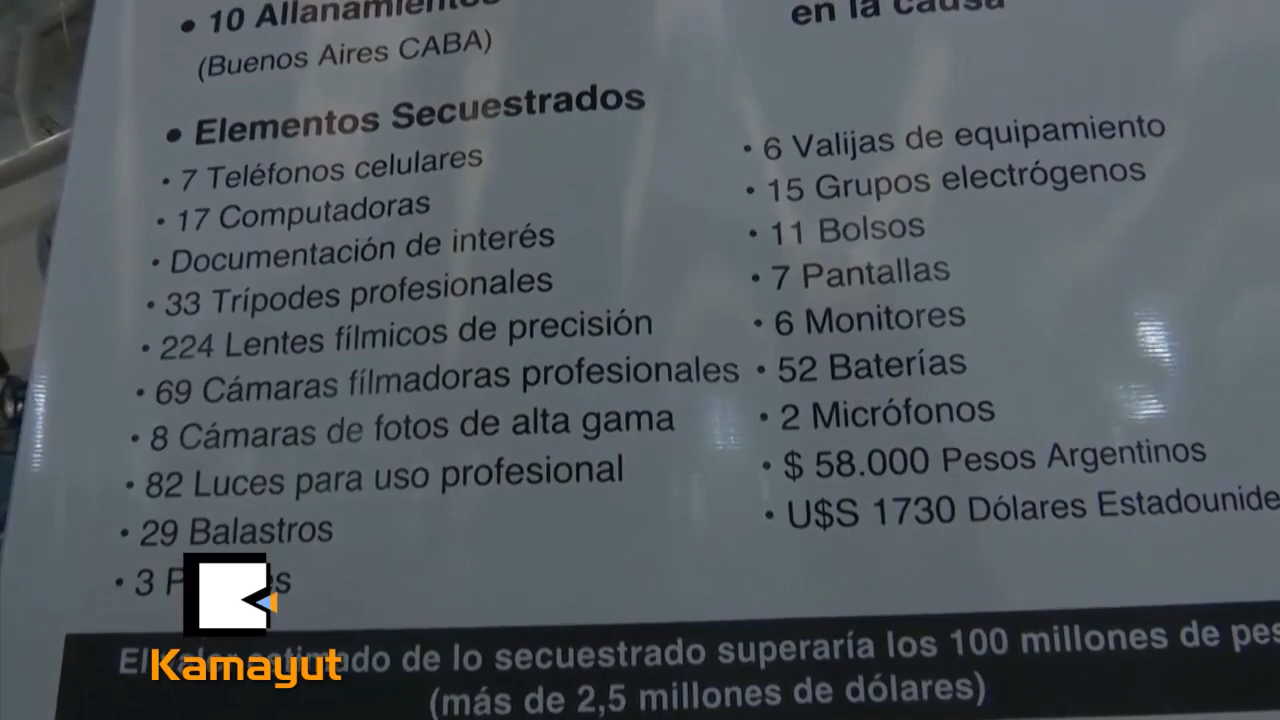 • 10 Allanamientos
(Buenos Aires CABA)
• Elementos Secuestrados
• 7 Teléfonos celulares
• 17 Computadoras
• Documentación de interés
• 33 Trípodes profesionales
• 224 Lentes fílmicos de precisión
• 69 Cámaras fílmadoras profesionales
• 8 Cámaras de fotos de alta gama
• 82 Luces para uso profesional
• 29 Balastros
• 3
en la causa
• 6 Valijas de equipamiento
• 15 Grupos electrógenos
• 11 Bolsos
• 7 Pantallas
• 6 Monitores
• 52 Baterías
• 2 Micrófonos
• $ 58.000 Pesos Argentinos
• U$S 1730 Dólares Estadounide
El de lo secuestrado superaría los 100 millones de pes
(más de 2,5 millones de dólares)
Kamayut